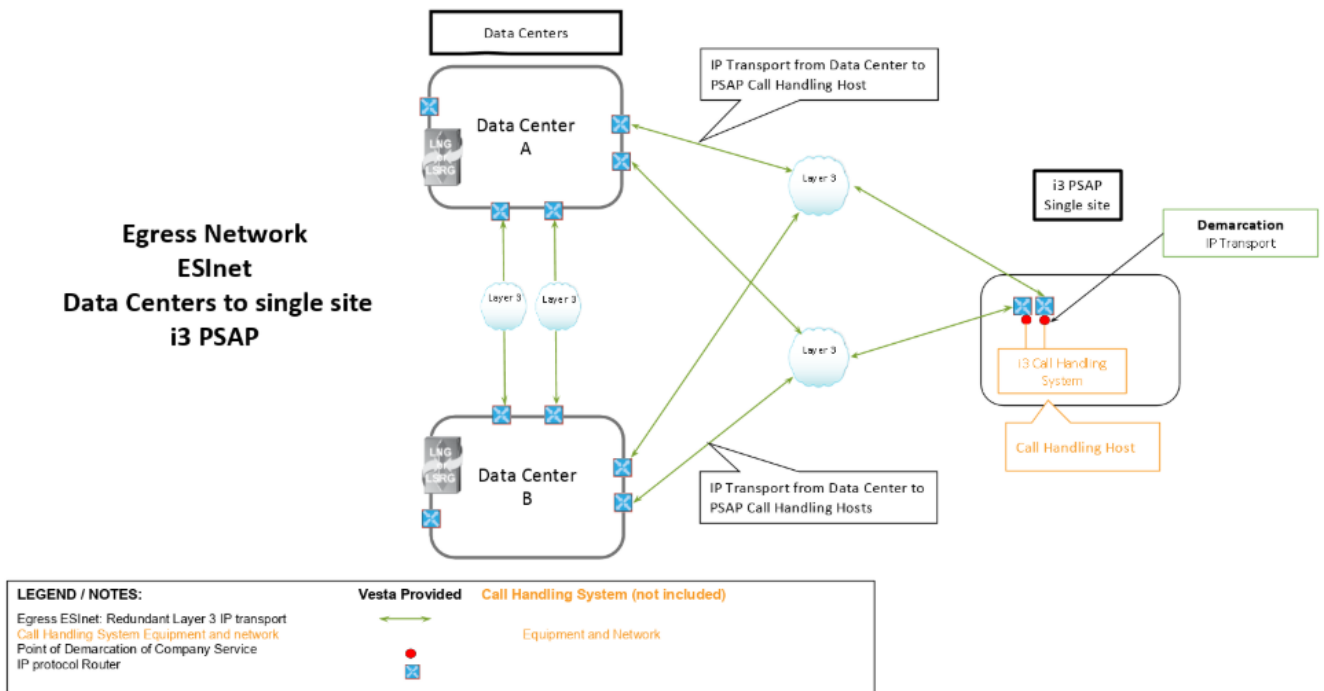 Data Centers
IP Transport from Data Center to
PSAP Call Handling Host
Data Center
A
LNG
LSRG
Layer 3
i3 PSAP
Single site
Demarcation
IP Transport
Egress Network
ESInet
Data Centers to single site
i3 PSAP
Layer 3
Layer 3
Layer 3
i3 Call Handling
System
Call Handling Host
LNG
LSRG
Data Center
B
IP Transport from Data Center to
PSAP Call Handling Hosts
LEGEND / NOTES:
Vesta Provided
Call Handling System (not included)
Egress ESInet: Redundant Layer 3 IP transport
Call Handling System Equipment and network
Equipment and Network
Point of Demarcation of Company Service
IP protocol Router